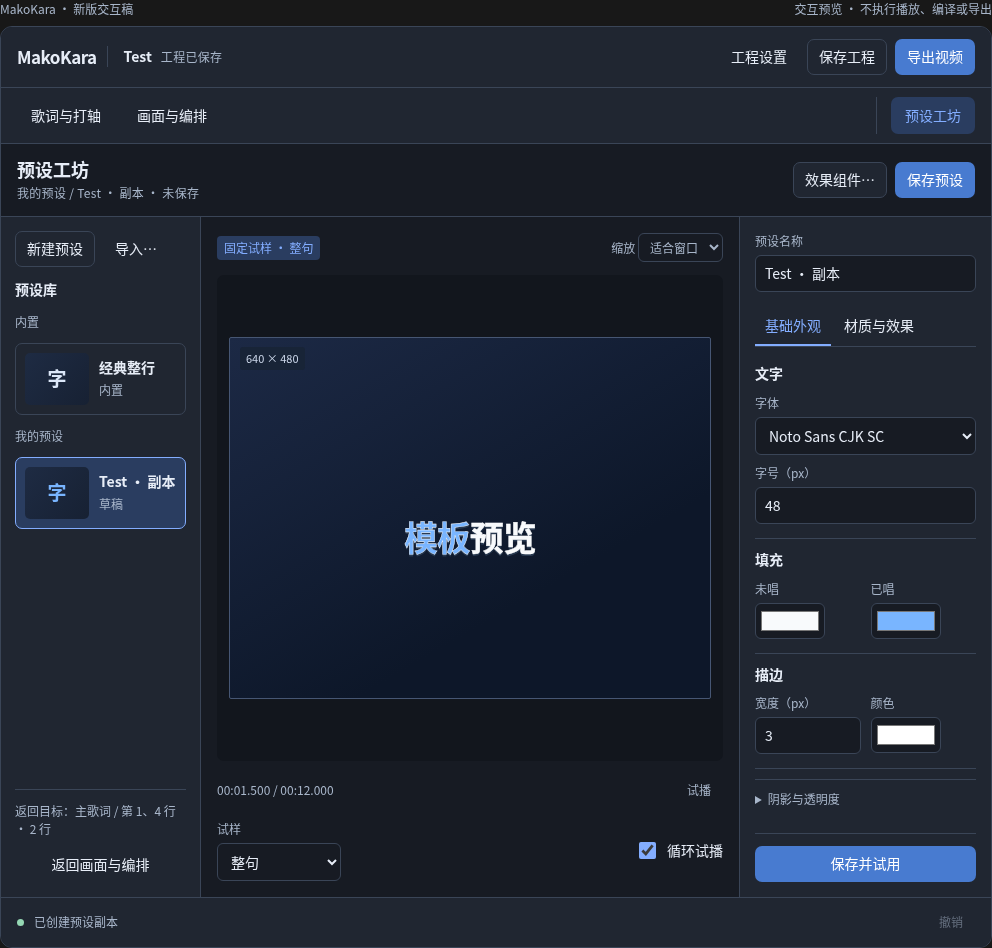 MakoKara • 新版交互稿
交互预览 • 不执行播放、编译或导出
MakoKara
Test 工程已保存
工程设置
保存工程
导出视频
歌词与打轴
画面与编排
预设工坊
预设工坊
我的预设 / Test • 副本 • 未保存
效果组件…
保存预设
新建预设
导入…
预设库
内置
字
经典整行
内置
我的预设
字
Test • 副本
草稿
返回目标：主歌词 / 第 1、4 行
• 2 行
返回画面与编排
固定试样 • 整句
缩放
适合窗口
640 × 480
模板预览
00:01.500 / 00:12.000
试播
试样
整句
循环试播
预设名称
Test • 副本
基础外观
材质与效果
文字
字体
Noto Sans CJK SC
字号（px）
48
填充
未唱
已唱
描边
宽度（px）
颜色
3
阴影与透明度
保存并试用
已创建预设副本
撤销